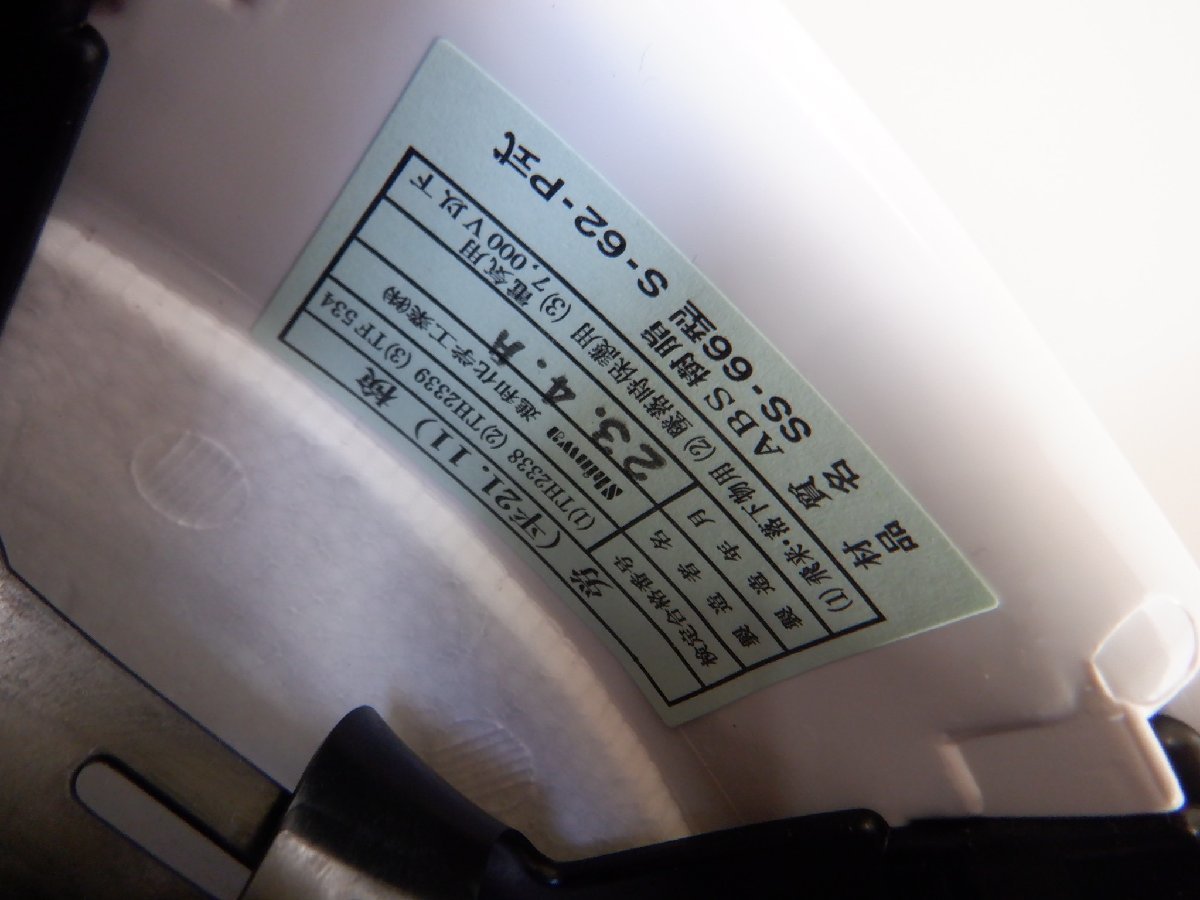 労 (平21.11) 検
検定合格番号 (1)TH2338 (2)TH2339 (3)TF534
製造者名 Shinwa 進和化学工業(株)
製造年月 23.4.A
(1)飛来・落下物用 (2)墜落時保護用 (3)7,000V以下 電気用
材質 ABS樹脂
品名 SS-66型 S-62-P式